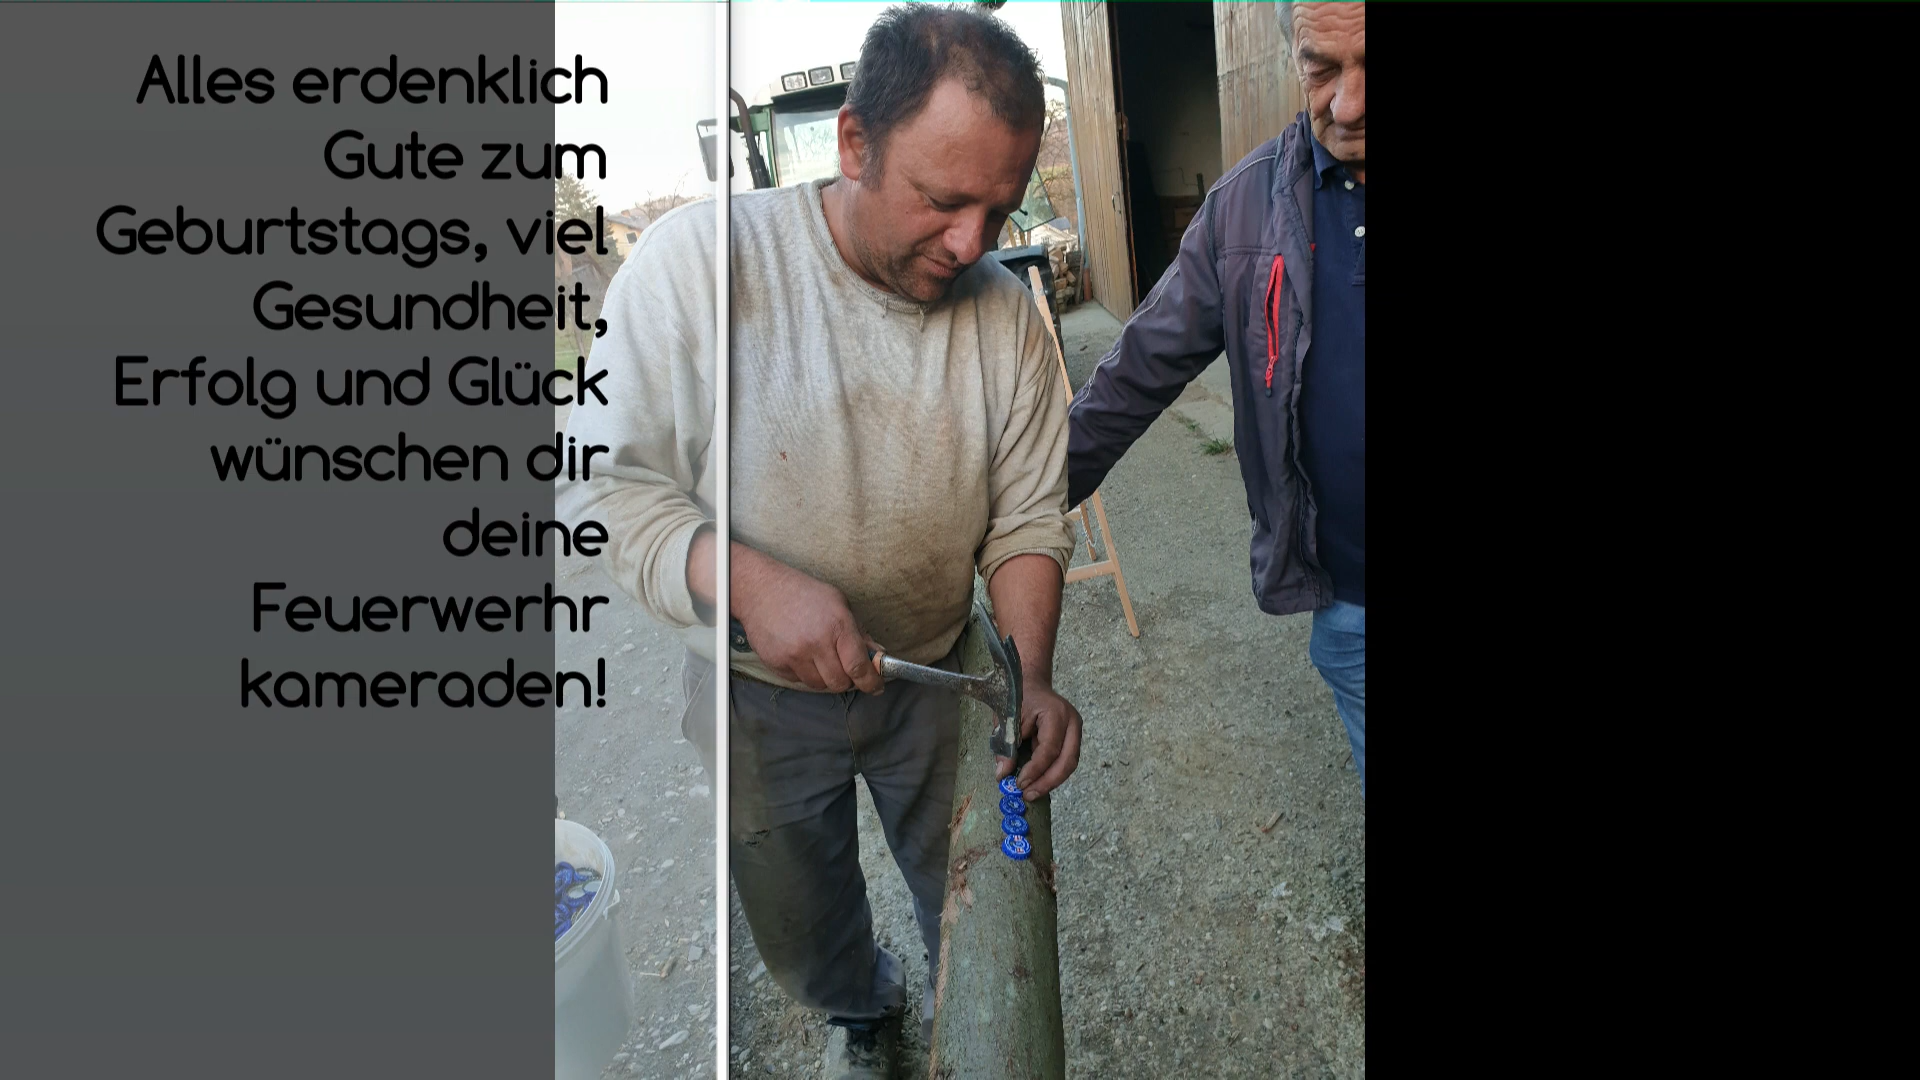 Alles erdenklich
Gute zum
Geburtstags, viel
Gesundheit,
Erfolg und Glück
wünschen dir
deine
Feuerwerhr
kameraden!